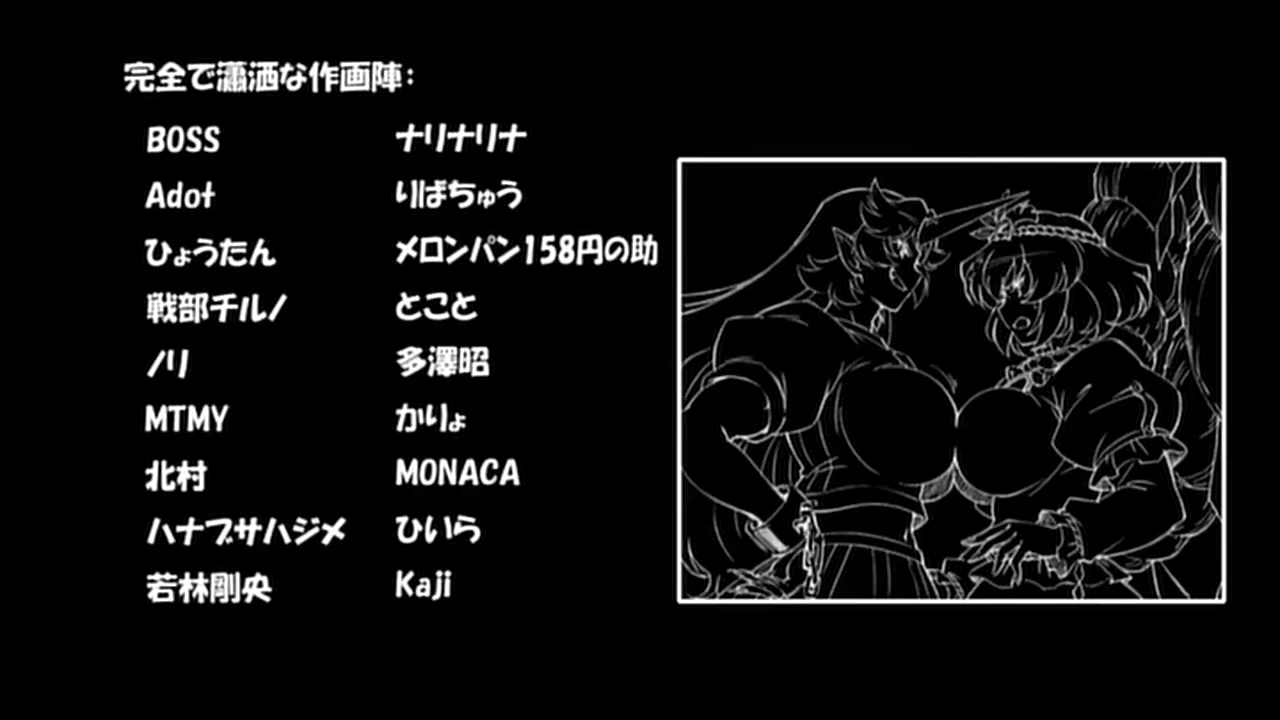 完全で瀟洒な作画陣:
BOSS ナリナリナ
Adot りばちゅう
ひょうたん メロンパン158円の助
戦部チルノ とことこ
ノリ 多澤昭
MTMY かりょ
北村 MONACA
ハナブサハジメ ひいら
若林剛央 Kaji